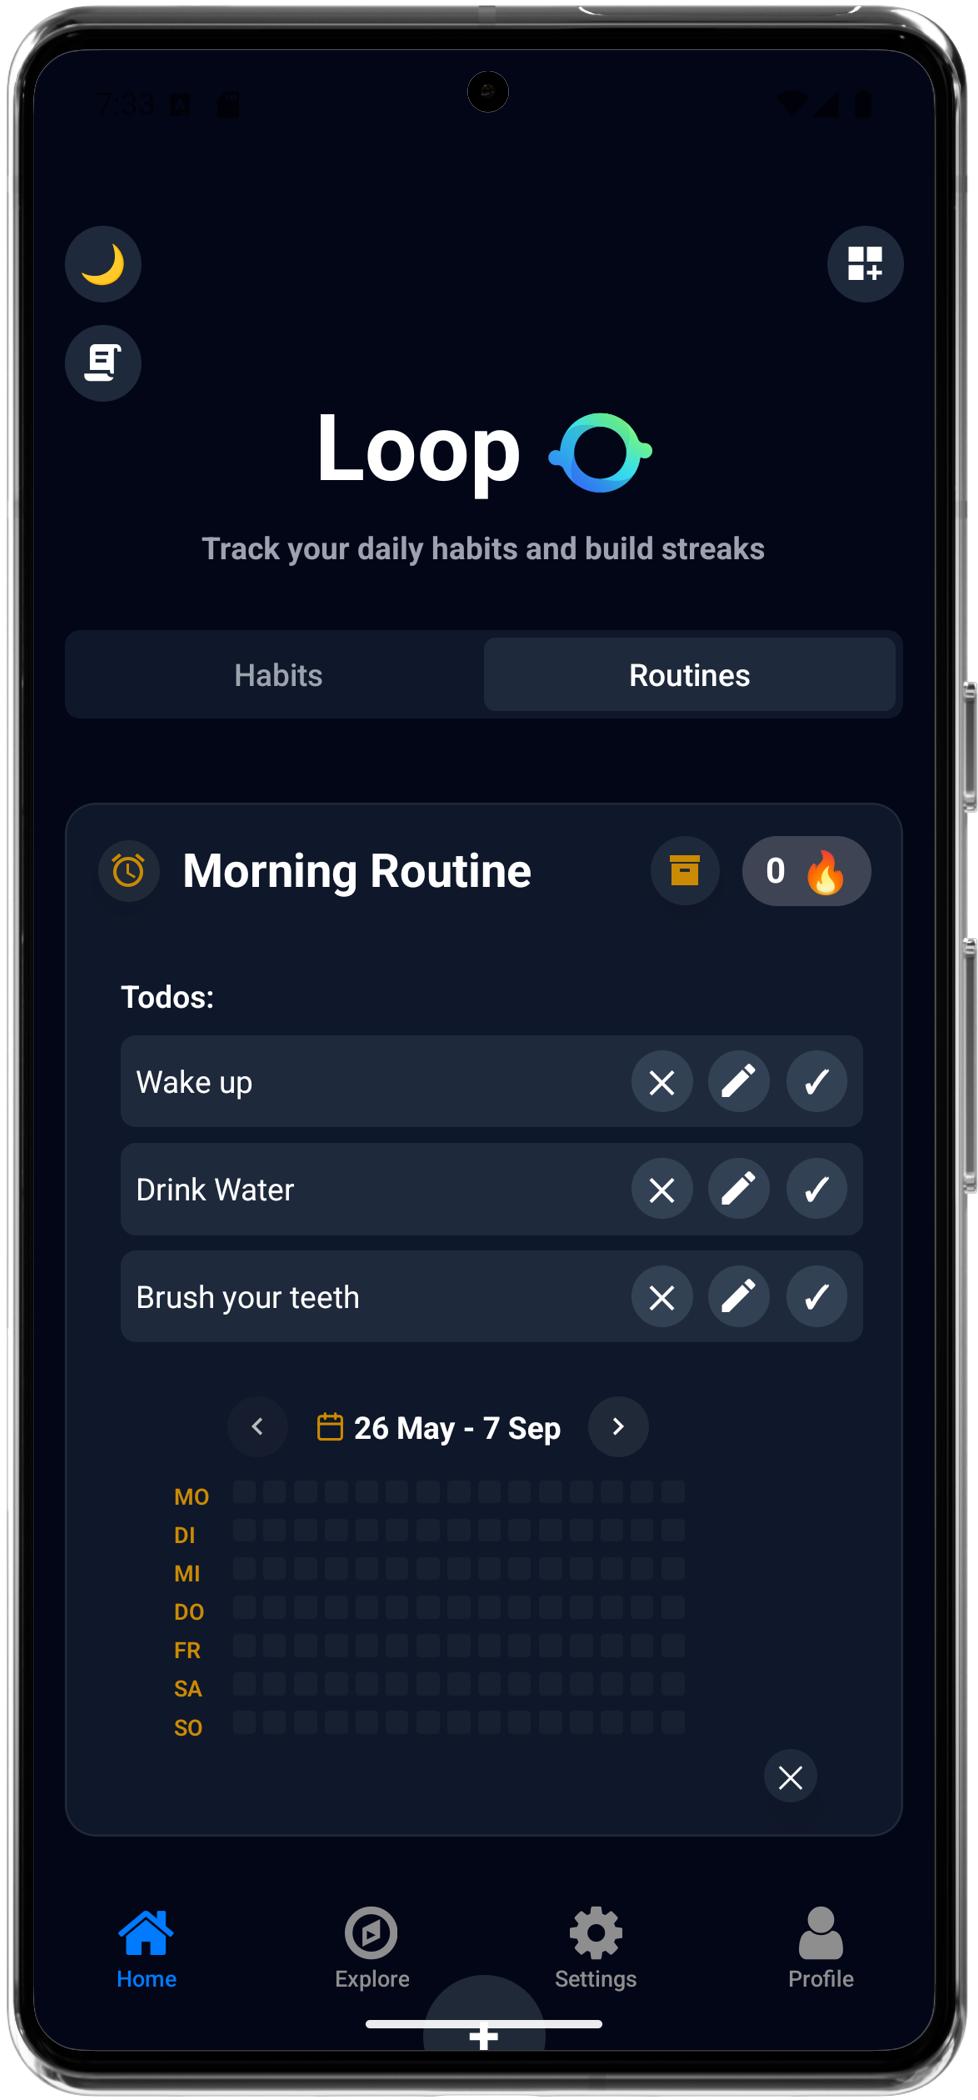 7:33
Loop
Track your daily habits and build streaks
Habits Routines
Morning Routine 0
Todos:
Wake up
Drink Water
Brush your teeth
26 May - 7 Sep
MO
DI
MI
DO
FR
SA
SO
Home Explore Settings Profile